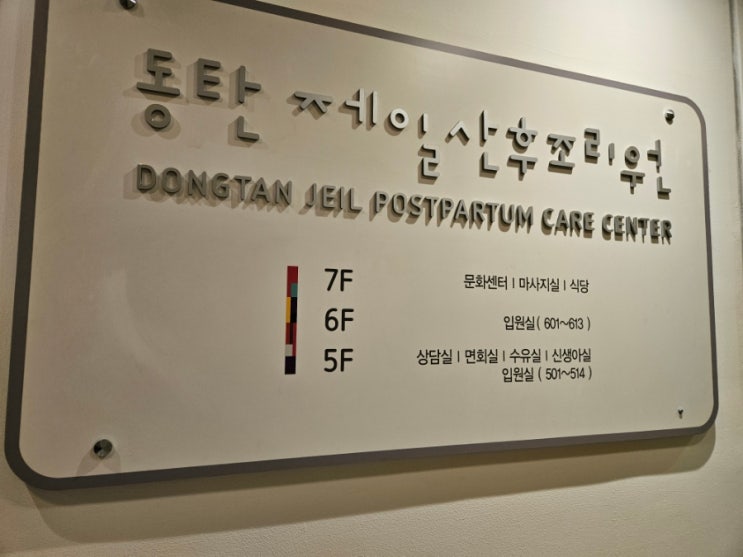 동탄 제일산후조리원
DONGTAN JEIL POSTPARTUM CARE CENTER
7F 문화센터 | 마사지실 | 식당
6F 입원실 ( 601~613 )
5F 상담실 | 면회실 | 수유실 | 신생아실
입원실 ( 501~514 )